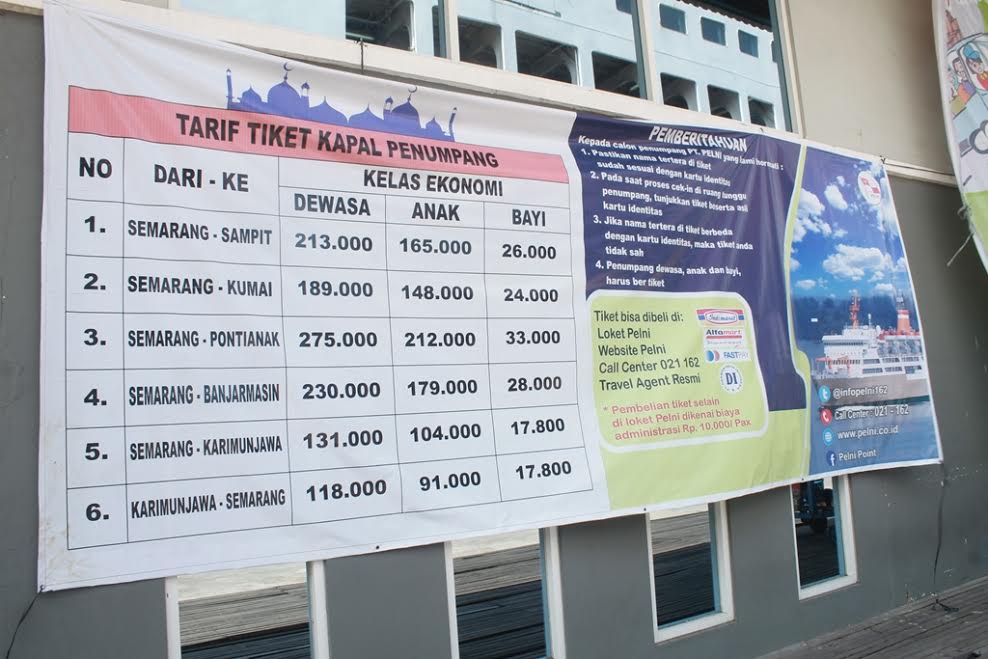 TARIF TIKET KAPAL PENUMPANG
NO DARI - KE KELAS EKONOMI
DEWASA ANAK BAYI
1. SEMARANG - SAMPIT 213.000 165.000 26.000
2. SEMARANG - KUMAI 189.000 148.000 24.000
3. SEMARANG - PONTIANAK 275.000 212.000 33.000
4. SEMARANG - BANJARMASIN 230.000 179.000 28.000
5. SEMARANG - KARIMUNJAWA 131.000 104.000 17.800
6. KARIMUNJAWA - SEMARANG 118.000 91.000 17.800
PEMBERITAHUAN
Kepada calon penumpang PT. PELNI yang kami hormati :
1. Pastikan nama tertera di tiket
sudah sesuai dengan kartu identitas
2. Pada saat proses cek-in di ruang tunggu
penumpang, tunjukkan tiket beserta asli
kartu identitas
3. Jika nama tertera di tiket berbeda
dengan kartu identitas, maka tiket anda
tidak sah
4. Penumpang dewasa, anak dan bayi,
harus ber tiket
Tiket bisa dibeli di:
Loket Pelni
Website Pelni
Call Center 021 162
Travel Agent Resmi
Indomaret
Alfamart
FASTPAY
DI
* Pembelian tiket selain
di loket Pelni dikenai biaya
administrasi Rp. 10.000/ Pax
@infopelni162
Call Center : 021 - 162
www.pelni.co.id
Pelni Point